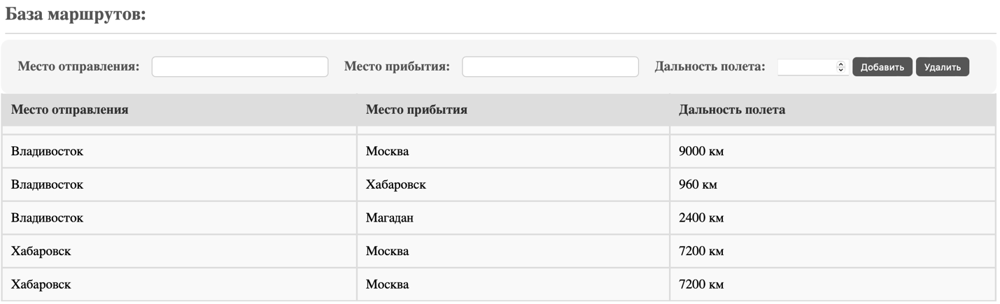 База маршрутов:
Место отправления: Место прибытия: Дальность полета: Добавить Удалить
Место отправления Место прибытия Дальность полета
Владивосток Москва 9000 км
Владивосток Хабаровск 960 км
Владивосток Магадан 2400 км
Хабаровск Москва 7200 км
Хабаровск Москва 7200 км